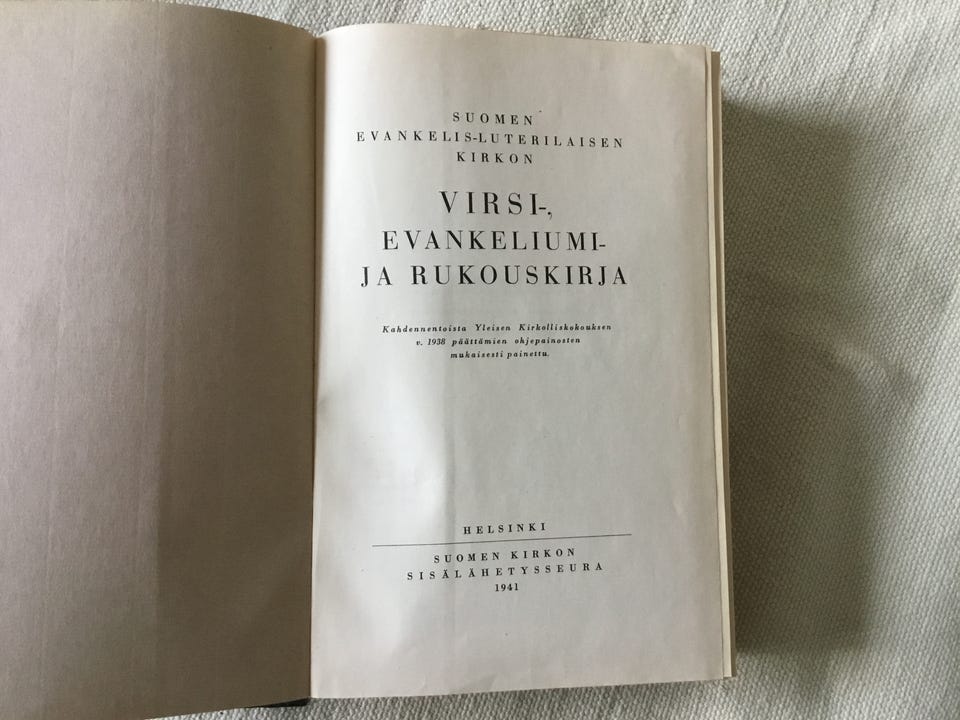 SUOMEN
EVANKELIS-LUTERILAISEN
KIRKON
VIRSI-,
EVANKELIUMI-
JA RUKOUSKIRJA
Kahdennentoista Yleisen Kirkolliskokouksen
v. 1938 päättämien ohjepainosten
mukaisesti painettu.
HELSINKI
SUOMEN KIRKON
SISÄLÄHETYSSEURA
1941